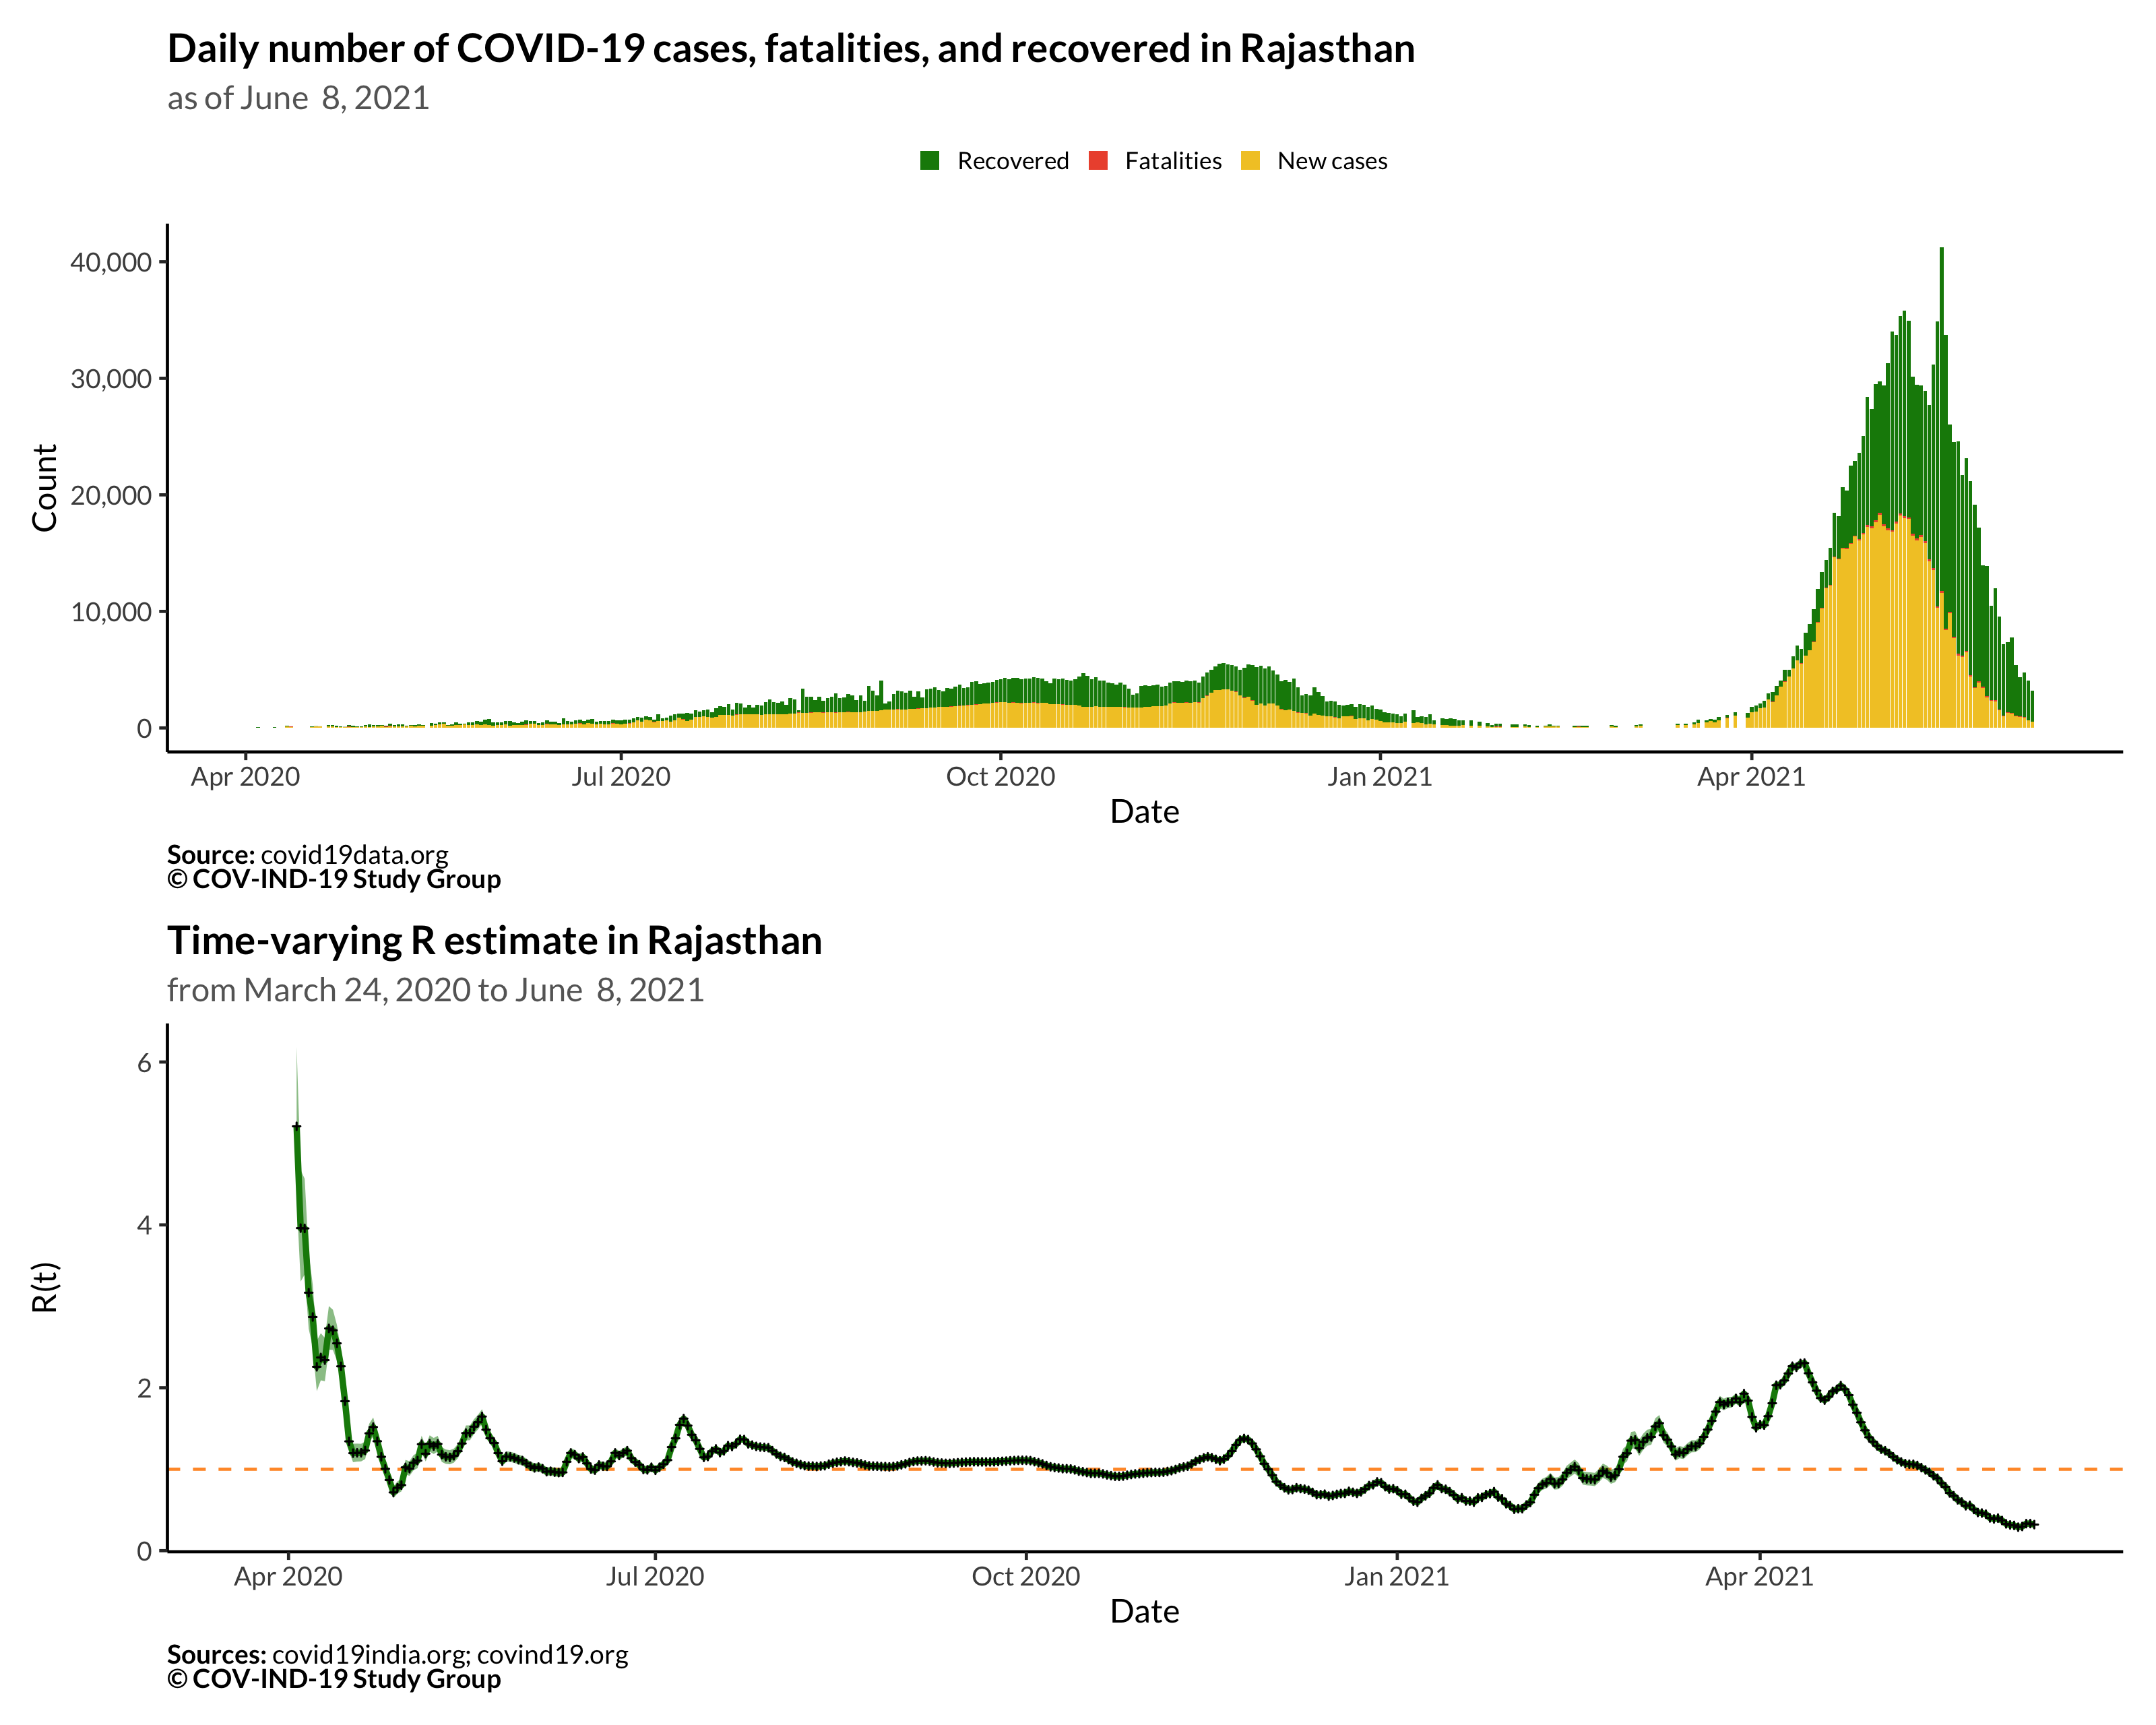 Daily number of COVID-19 cases, fatalities, and recovered in Rajasthan
as of June  8, 2021
Recovered Fatalities New cases
Count
40,000
30,000
20,000
10,000
0
Apr 2020 Jul 2020 Oct 2020 Jan 2021 Apr 2021
Date
Source: covid19data.org
© COV-IND-19 Study Group
Time-varying R estimate in Rajasthan
from March 24, 2020 to June  8, 2021
R(t)
6
4
2
0
Apr 2020 Jul 2020 Oct 2020 Jan 2021 Apr 2021
Date
Sources: covid19india.org; covind19.org
© COV-IND-19 Study Group